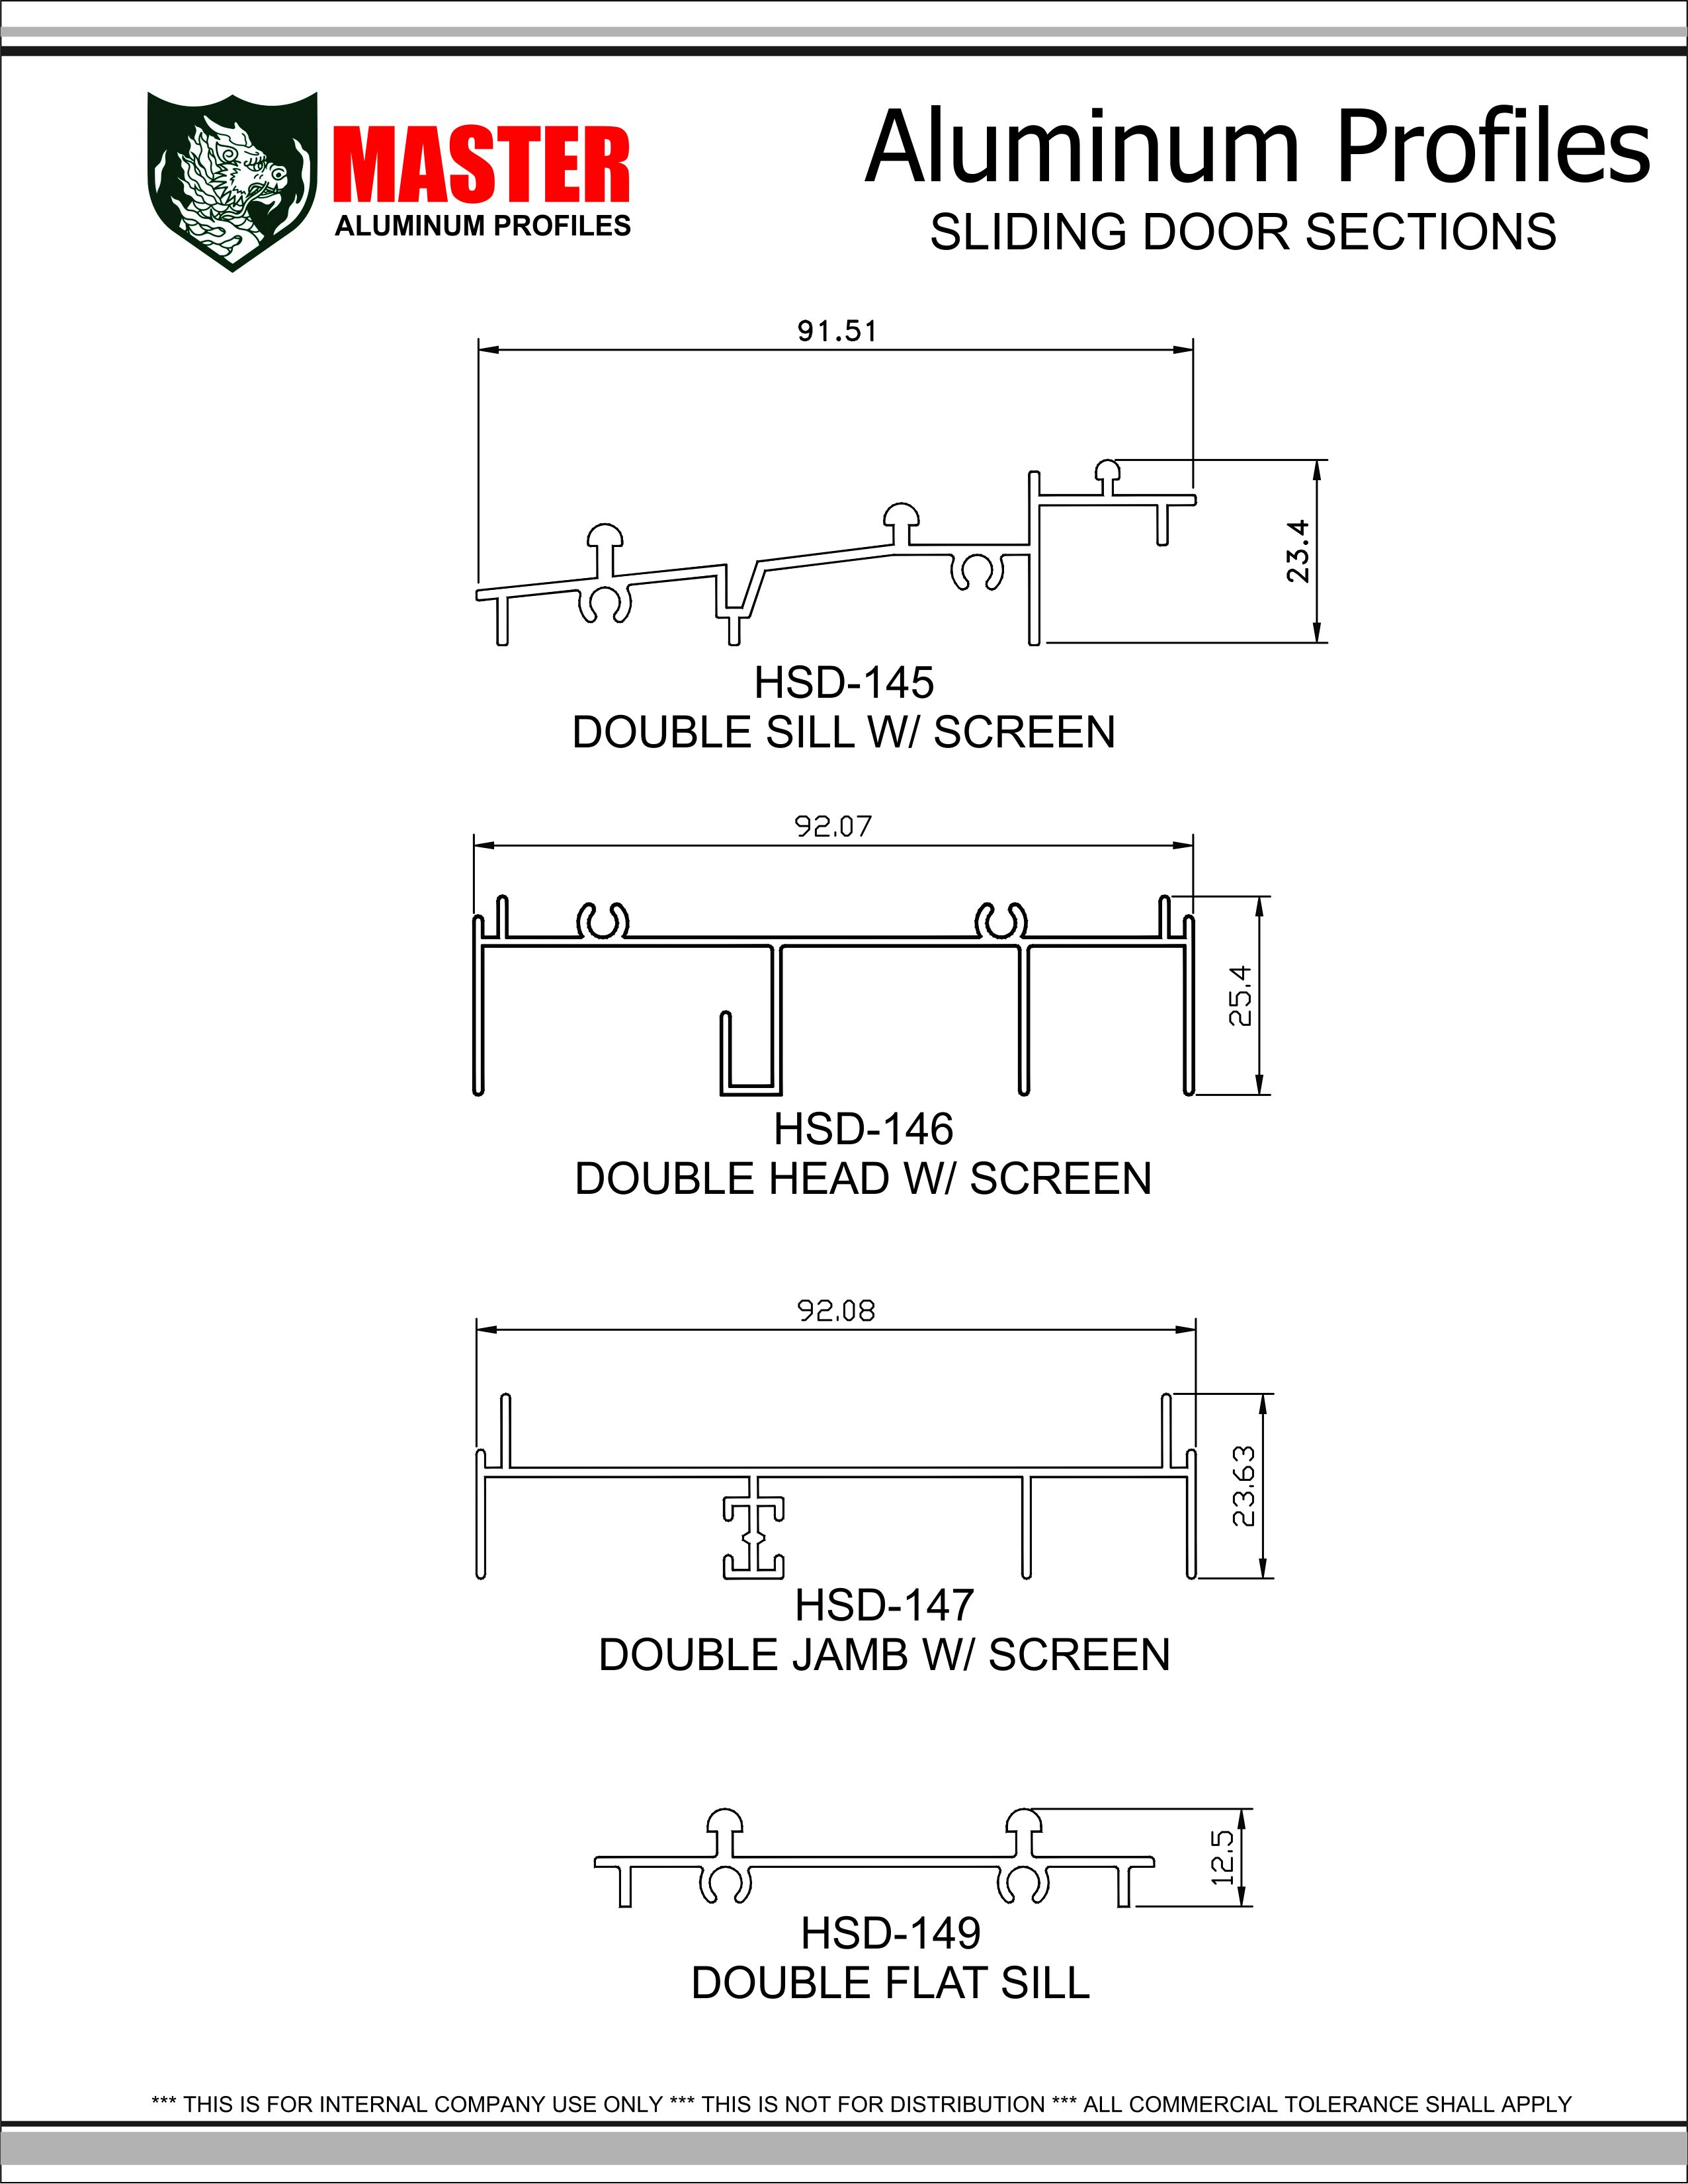 MASTER
ALUMINUM PROFILES
Aluminum Profiles
SLIDING DOOR SECTIONS
91.51
23.4
HSD-145
DOUBLE SILL W/ SCREEN
92.07
25.4
HSD-146
DOUBLE HEAD W/ SCREEN
92.08
23.63
HSD-147
DOUBLE JAMB W/ SCREEN
12.5
HSD-149
DOUBLE FLAT SILL
*** THIS IS FOR INTERNAL COMPANY USE ONLY *** THIS IS NOT FOR DISTRIBUTION *** ALL COMMERCIAL TOLERANCE SHALL APPLY